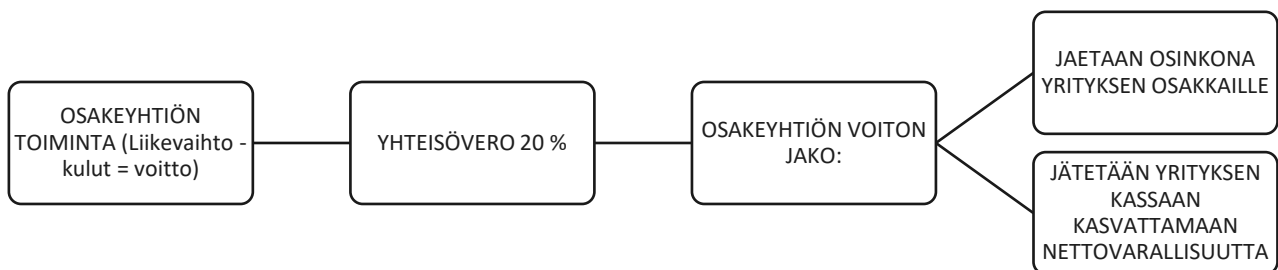 OSAKEYHTIÖN
TOIMINTA (Liikevaihto -
kulut = voitto)
YHTEISÖVERO 20 %
OSAKEYHTIÖN VOITON
JAKO:
JAETAAN OSINKONA
YRITYKSEN OSAKKAILLE
JÄTETÄÄN YRITYKSEN
KASSAAN
KASVATTAMAAN
NETTOVARALLISUUTTA